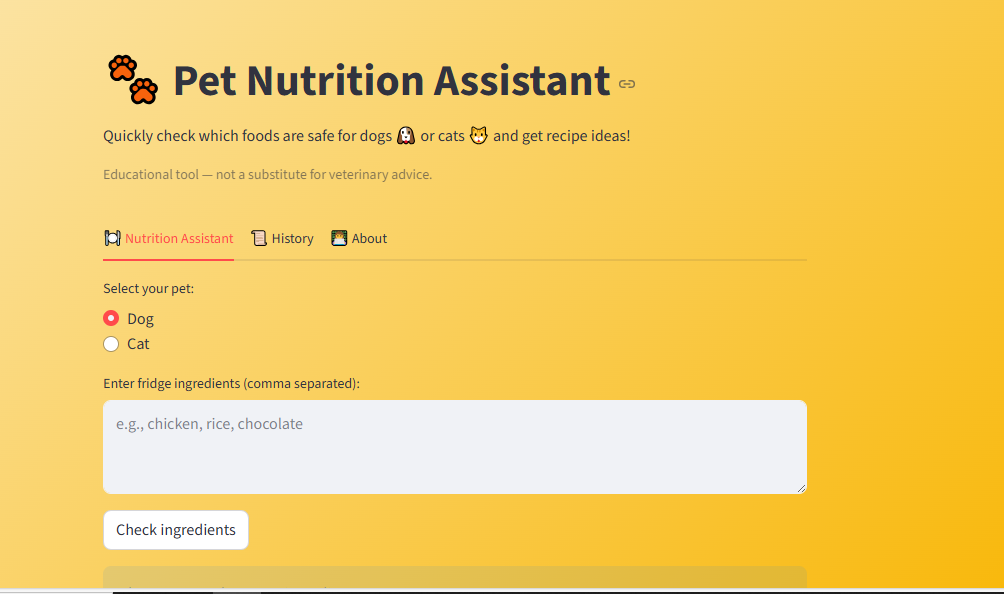 Pet Nutrition Assistant
Quickly check which foods are safe for dogs 🐶 or cats 🐱 and get recipe ideas!
Educational tool — not a substitute for veterinary advice.
🍽️ Nutrition Assistant 📜 History 👨‍💻 About
Select your pet:
Dog
Cat
Enter fridge ingredients (comma separated):
e.g., chicken, rice, chocolate
Check ingredients